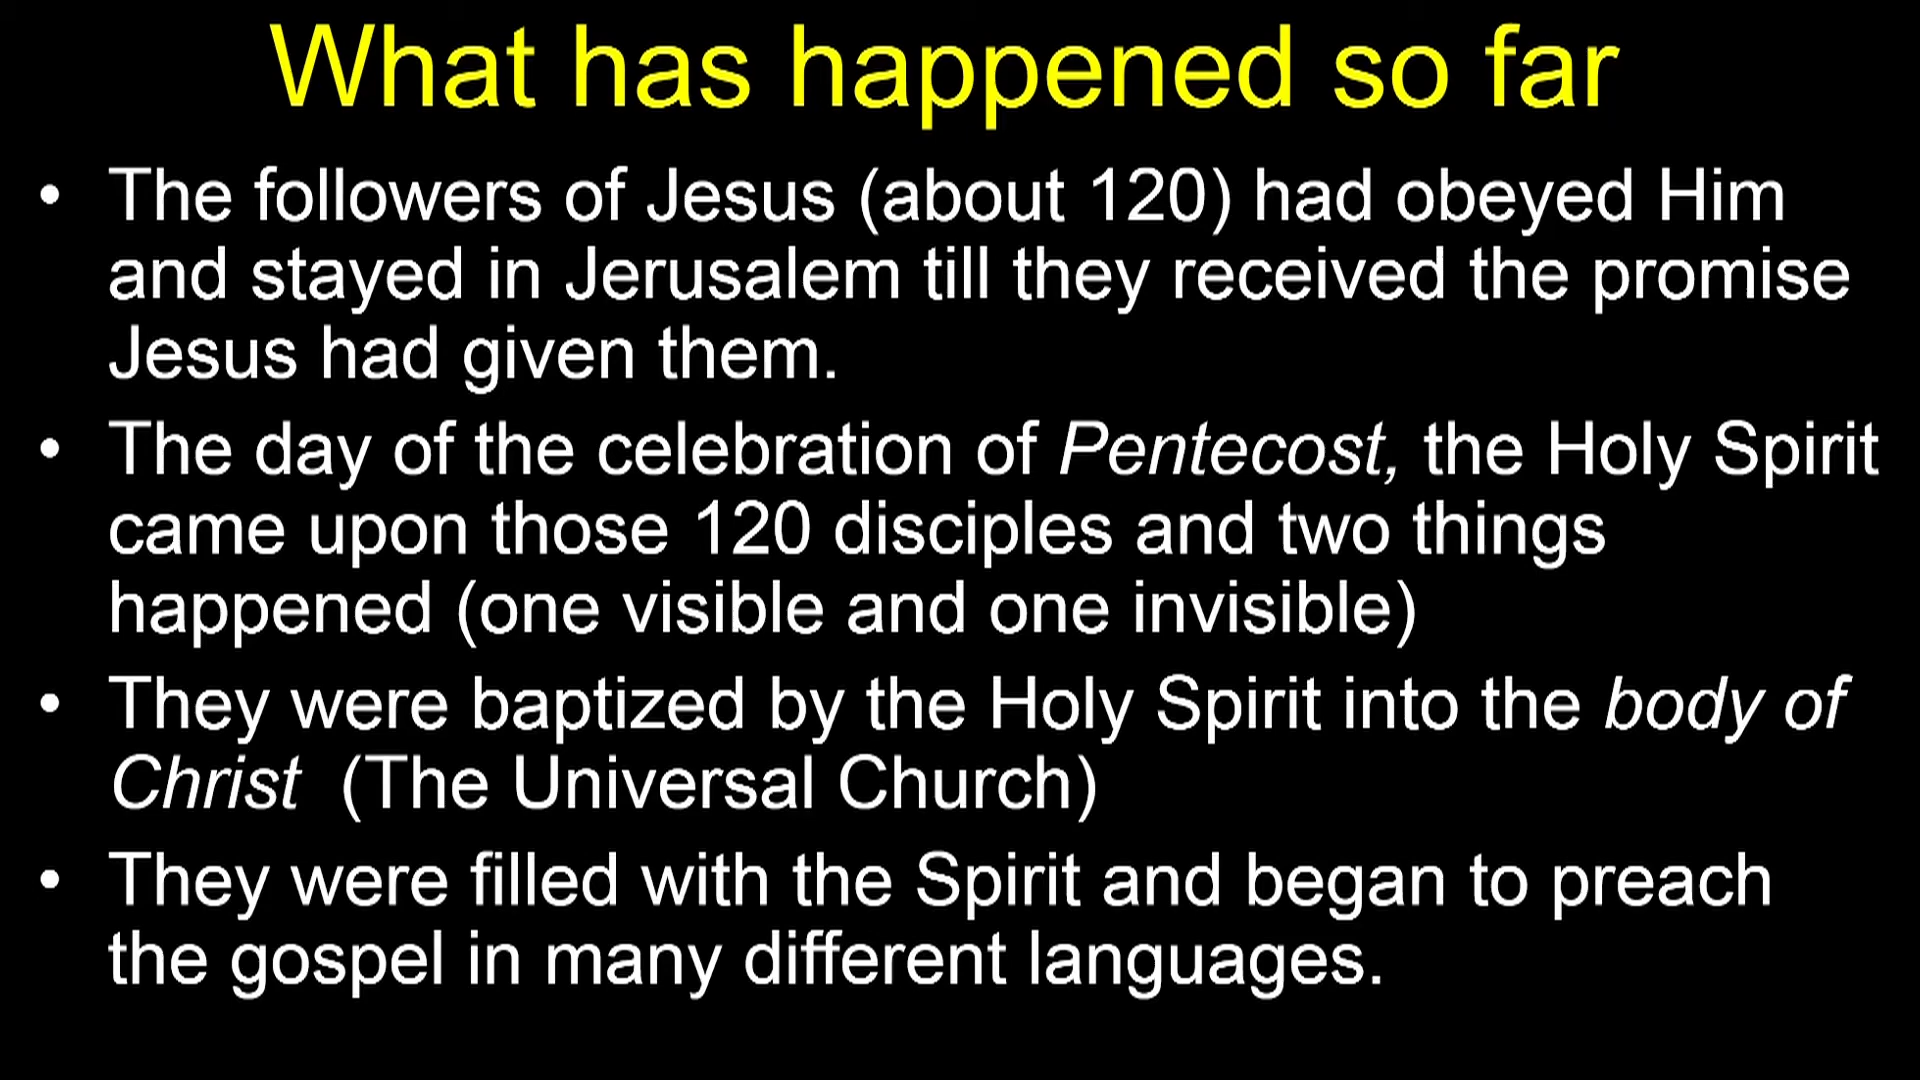 What has happened so far
• The followers of Jesus (about 120) had obeyed Him
and stayed in Jerusalem till they received the promise
Jesus had given them.
• The day of the celebration of Pentecost, the Holy Spirit
came upon those 120 disciples and two things
happened (one visible and one invisible)
• They were baptized by the Holy Spirit into the body of
Christ (The Universal Church)
• They were filled with the Spirit and began to preach
the gospel in many different languages.